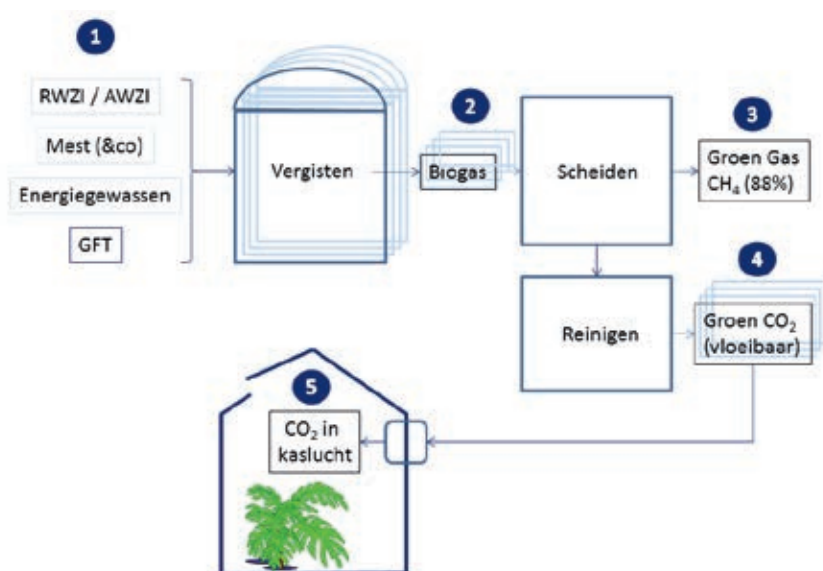 1
RWZI / AWZI
Mest (&co)
Energiegewassen
GFT
Vergisten
2
Biogas
Scheiden
3
Groen Gas
CH₄ (88%)
Reinigen
4
Groen CO₂
(vloeibaar)
5
CO₂ in
kaslucht